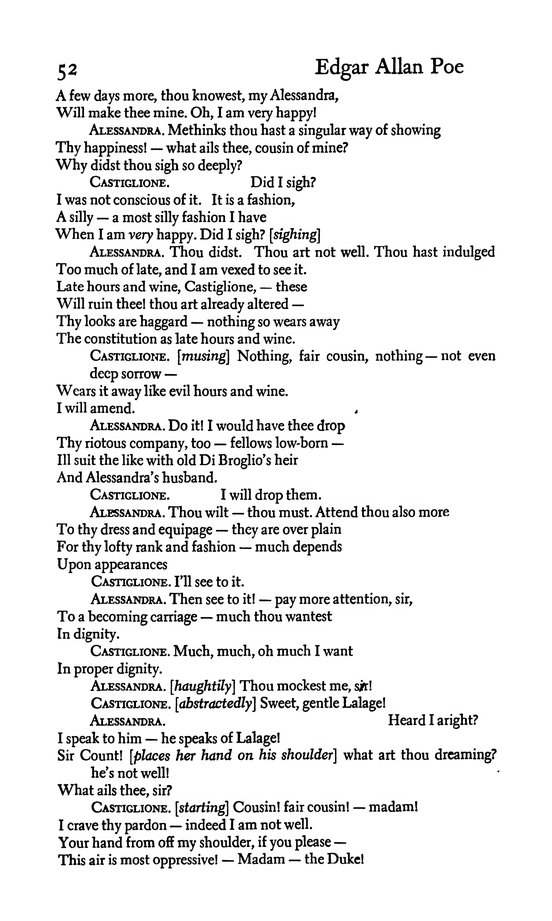 52 Edgar Allan Poe
A few days more, thou knowest, my Alessandra,
Will make thee mine. Oh, I am very happy!
ALESSANDRA. Methinks thou hast a singular way of showing
Thy happiness! — what ails thee, cousin of mine?
Why didst thou sigh so deeply?
CASTIGLIONE. Did I sigh?
I was not conscious of it. It is a fashion,
A silly — a most silly fashion I have
When I am very happy. Did I sigh? [sighing]
ALESSANDRA. Thou didst. Thou art not well. Thou hast indulged
Too much of late, and I am vexed to see it.
Late hours and wine, Castiglione, — these
Will ruin thee! thou art already altered —
Thy looks are haggard — nothing so wears away
The constitution as late hours and wine.
CASTIGLIONE. [musing] Nothing, fair cousin, nothing — not even
deep sorrow —
Wears it away like evil hours and wine.
I will amend.
ALESSANDRA. Do it! I would have thee drop
Thy riotous company, too — fellows low-born —
Ill suit the like with old Di Broglio's heir
And Alessandra's husband.
CASTIGLIONE. I will drop them.
ALESSANDRA. Thou wilt — thou must. Attend thou also more
To thy dress and equipage — they are over plain
For thy lofty rank and fashion — much depends
Upon appearances
CASTIGLIONE. I'll see to it.
ALESSANDRA. Then see to it! — pay more attention, sir,
To a becoming carriage — much thou wantest
In dignity.
CASTIGLIONE. Much, much, oh much I want
In proper dignity.
ALESSANDRA. [haughtily] Thou mockest me, sir!
CASTIGLIONE. [abstractedly] Sweet, gentle Lalage!
ALESSANDRA. Heard I aright?
I speak to him — he speaks of Lalage!
Sir Count! [places her hand on his shoulder] what art thou dreaming?
he's not well!
What ails thee, sir?
CASTIGLIONE. [starting] Cousin! fair cousin! — madam!
I crave thy pardon — indeed I am not well.
Your hand from off my shoulder, if you please —
This air is most oppressive! — Madam — the Duke!